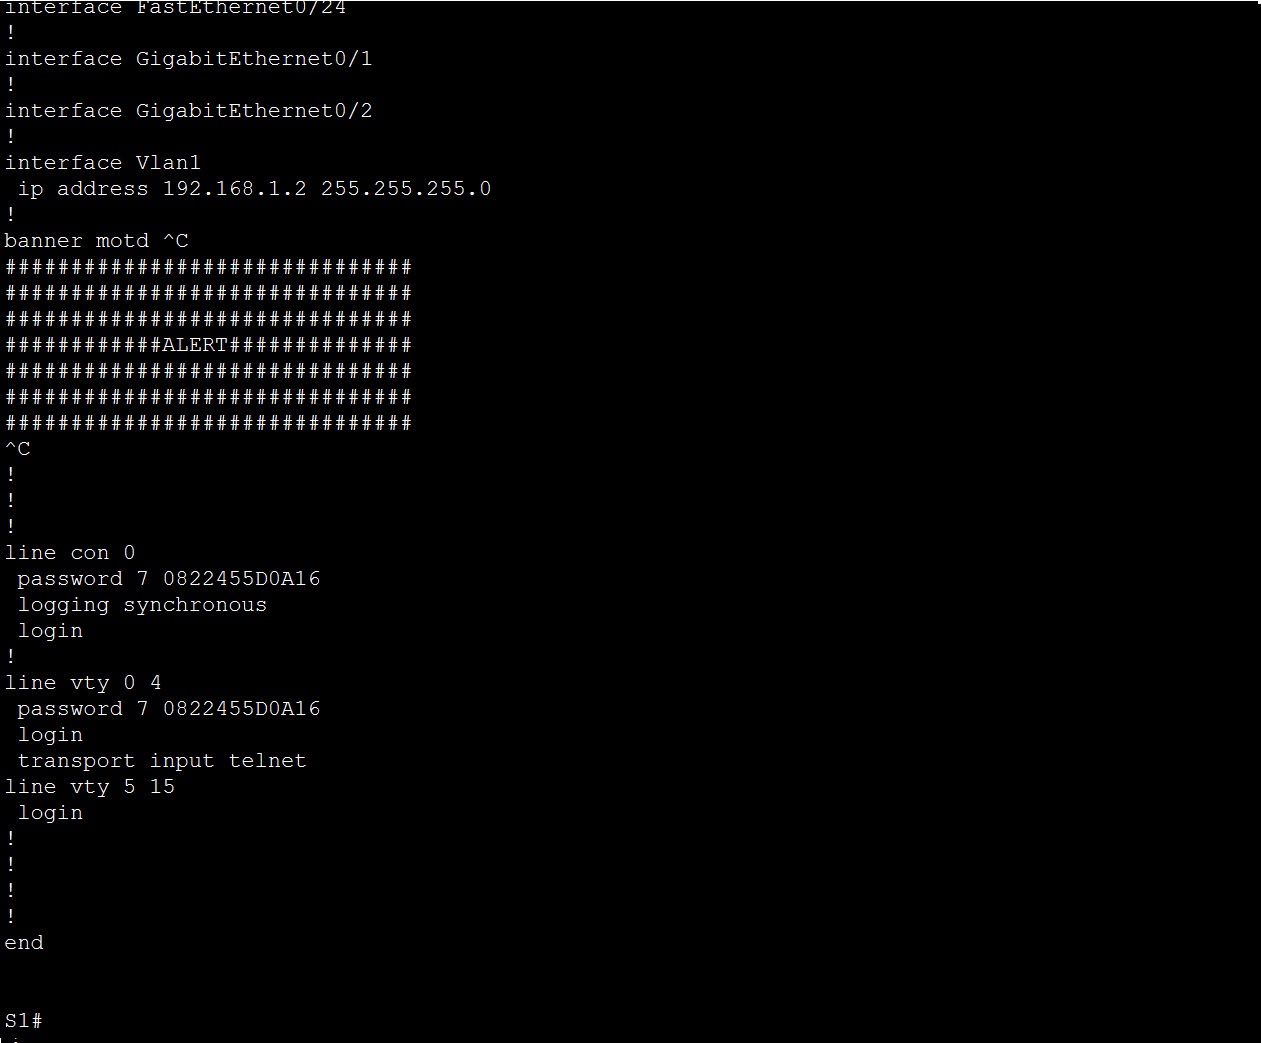 interface FastEthernet0/24
!
interface GigabitEthernet0/1
!
interface GigabitEthernet0/2
!
interface Vlan1
 ip address 192.168.1.2 255.255.255.0
!
banner motd ^C
###############################
###############################
###############################
############ALERT##############
###############################
###############################
###############################
^C
!
!
!
line con 0
 password 7 0822455D0A16
 logging synchronous
 login
!
line vty 0 4
 password 7 0822455D0A16
 login
 transport input telnet
line vty 5 15
 login
!
!
!
!
end
S1#